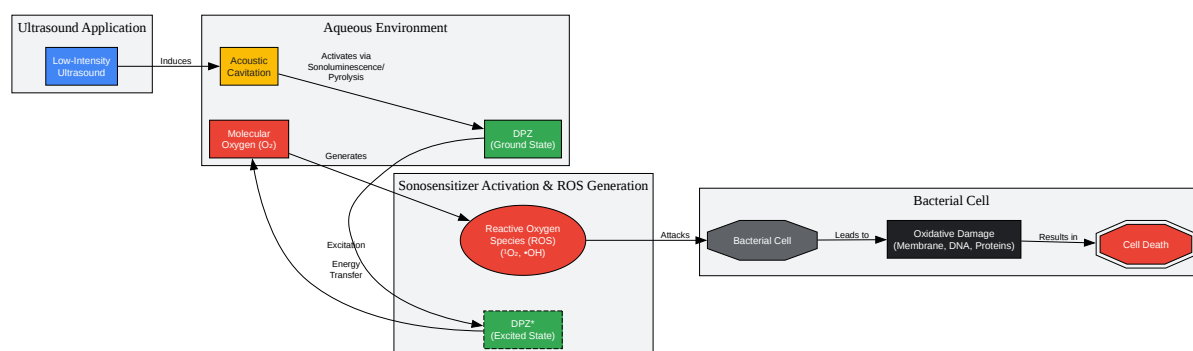 Ultrasound Application
Low-Intensity
Ultrasound
Induces
Aqueous Environment
Acoustic
Cavitation
Activates via
Sonoluminescence/
Pyrolysis
Molecular
Oxygen (O₂)
DPZ
(Ground State)
Generates
Sonosensitizer Activation & ROS Generation
Reactive Oxygen
Species (ROS)
(¹O₂, •OH)
Excitation
Energy
Transfer
DPZ*
(Excited State)
Attacks
Bacterial Cell
Bacterial Cell
Leads to
Oxidative Damage
(Membrane, DNA, Proteins)
Results in
Cell Death